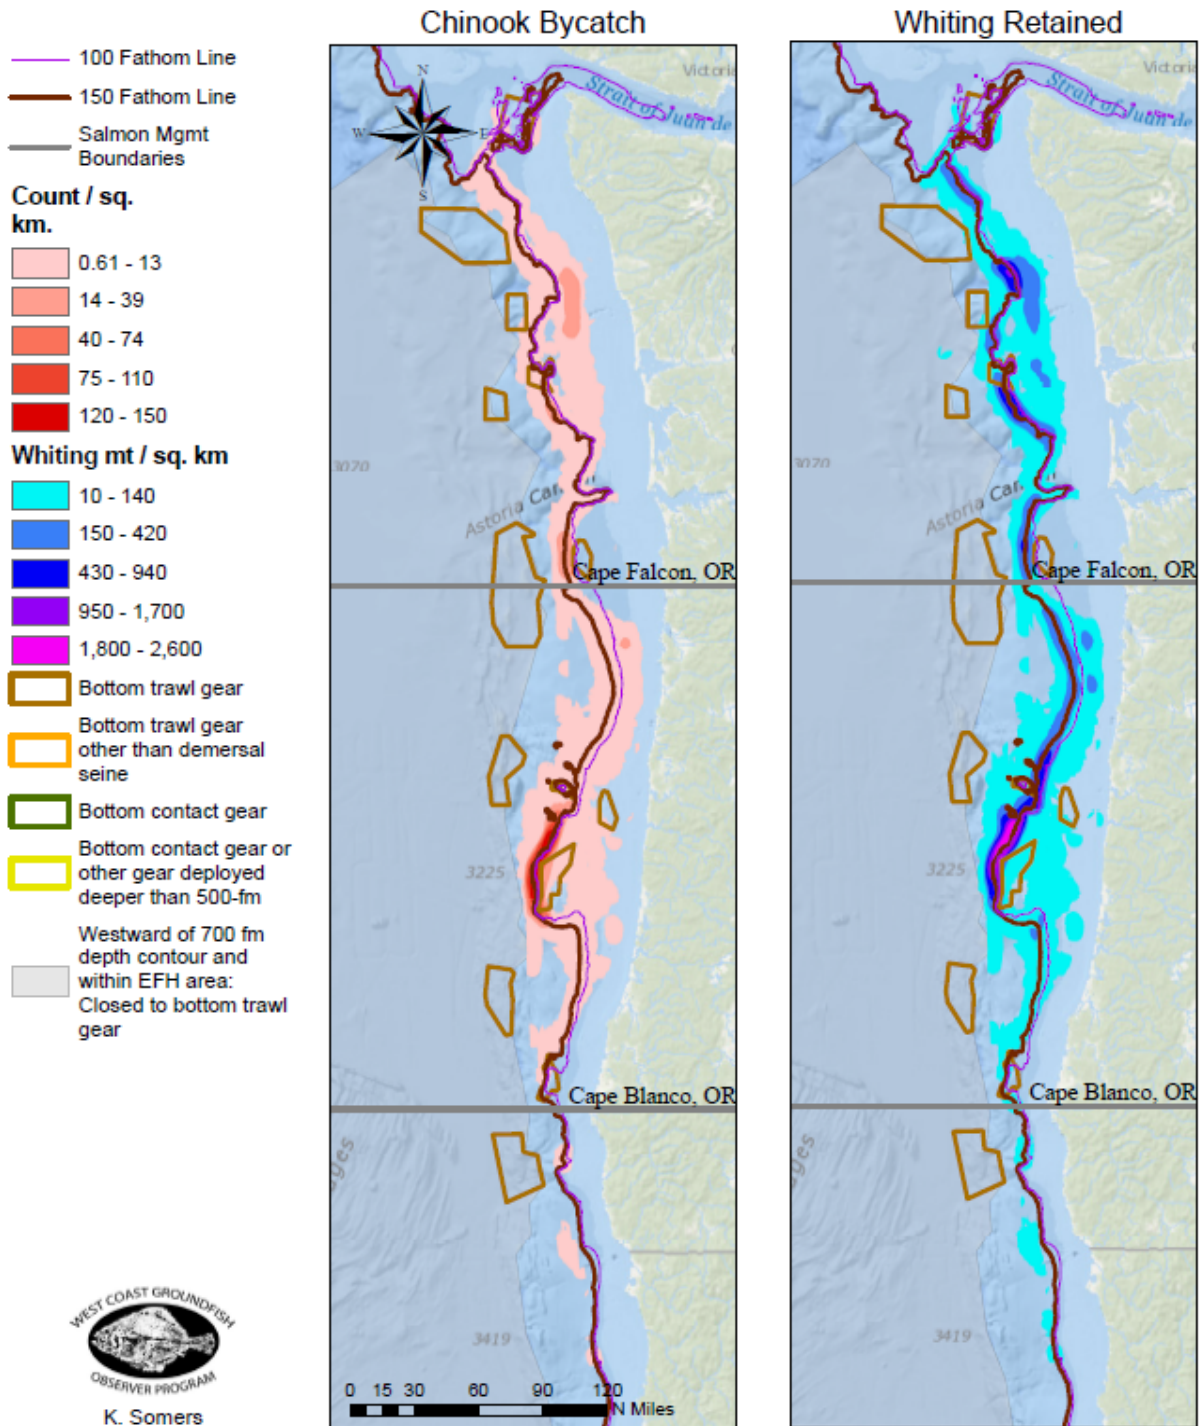 Chinook Bycatch
Whiting Retained
100 Fathom Line
150 Fathom Line
Salmon Mgmt
Boundaries
Count / sq.
km.
0.61 - 13
14 - 39
40 - 74
75 - 110
120 - 150
Whiting mt / sq. km
10 - 140
150 - 420
430 - 940
950 - 1,700
1,800 - 2,600
Bottom trawl gear
Bottom trawl gear
other than demersal
seine
Bottom contact gear
Bottom contact gear or
other gear deployed
deeper than 500-fm
Westward of 700 fm
depth contour and
within EFH area:
Closed to bottom trawl
gear
WEST COAST GROUNDFISH
OBSERVER PROGRAM
K. Somers
N
W E
S
Victoria
Strait of Juan de
3070
Astoria Can
Cape Falcon, OR
3225
Cape Blanco, OR
3419
0 15 30 60 90 120
N Miles
Victoria
Strait of Juan de
3070
Astoria Can
Cape Falcon, OR
3225
Cape Blanco, OR
3419